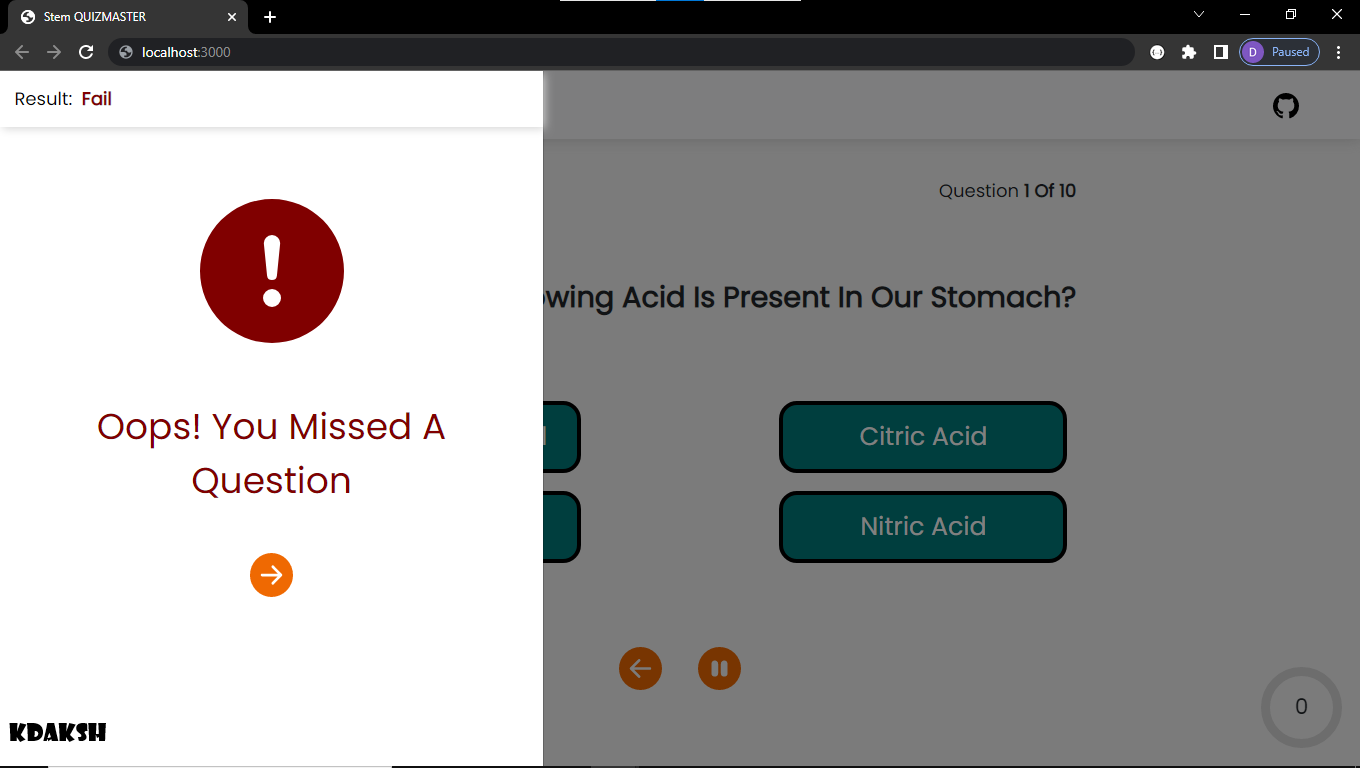 Stem QUIZMASTER
localhost:3000
D Paused
Result: Fail
Question 1 Of 10
owing Acid Is Present In Our Stomach?
Oops! You Missed A
Question
Citric Acid
Nitric Acid
0
KDAKSH